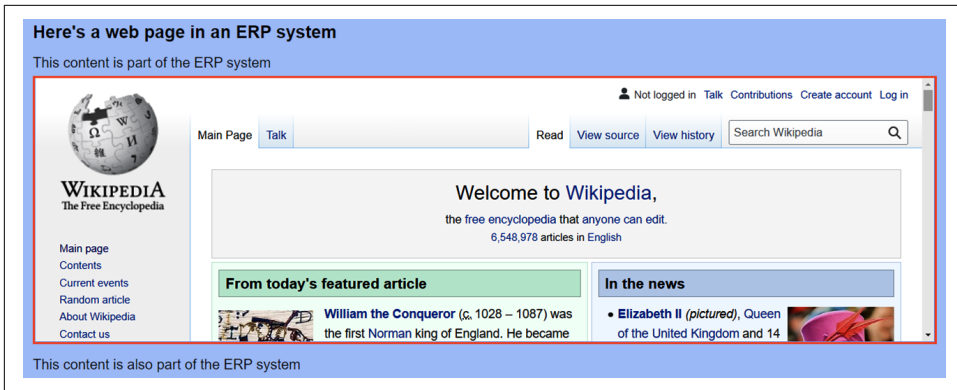 Here's a web page in an ERP system
This content is part of the ERP system
Not logged in Talk Contributions Create account Log in
Main Page Talk Read View source View history Search Wikipedia
Ω W И 維
WIKIPEDIA
The Free Encyclopedia
Main page
Contents
Current events
Random article
About Wikipedia
Contact us
Welcome to Wikipedia,
the free encyclopedia that anyone can edit.
6,548,978 articles in English
From today's featured article
William the Conqueror (c. 1028 – 1087) was
the first Norman king of England. He became
In the news
• Elizabeth II (pictured), Queen
of the United Kingdom and 14
This content is also part of the ERP system